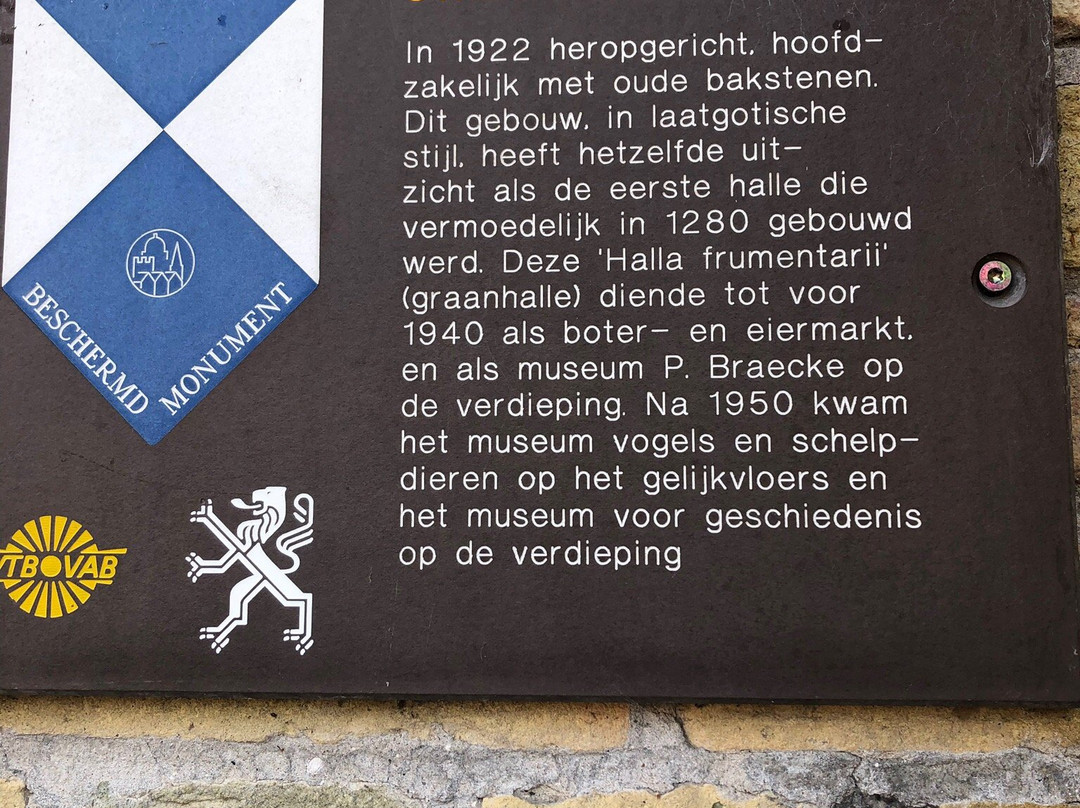 In 1922 heropgericht, hoofd-
zakelijk met oude bakstenen.
Dit gebouw, in laatgotische
stijl, heeft hetzelfde uit-
zicht als de eerste halle die
vermoedelijk in 1280 gebouwd
werd. Deze 'Halla frumentarii'
(graanhalle) diende tot voor
1940 als boter- en eiermarkt,
en als museum P. Braecke op
de verdieping. Na 1950 kwam
het museum vogels en schelp-
dieren op het gelijkvloers en
het museum voor geschiedenis
op de verdieping
BESCHERMD
MONUMENT
VTB VAB